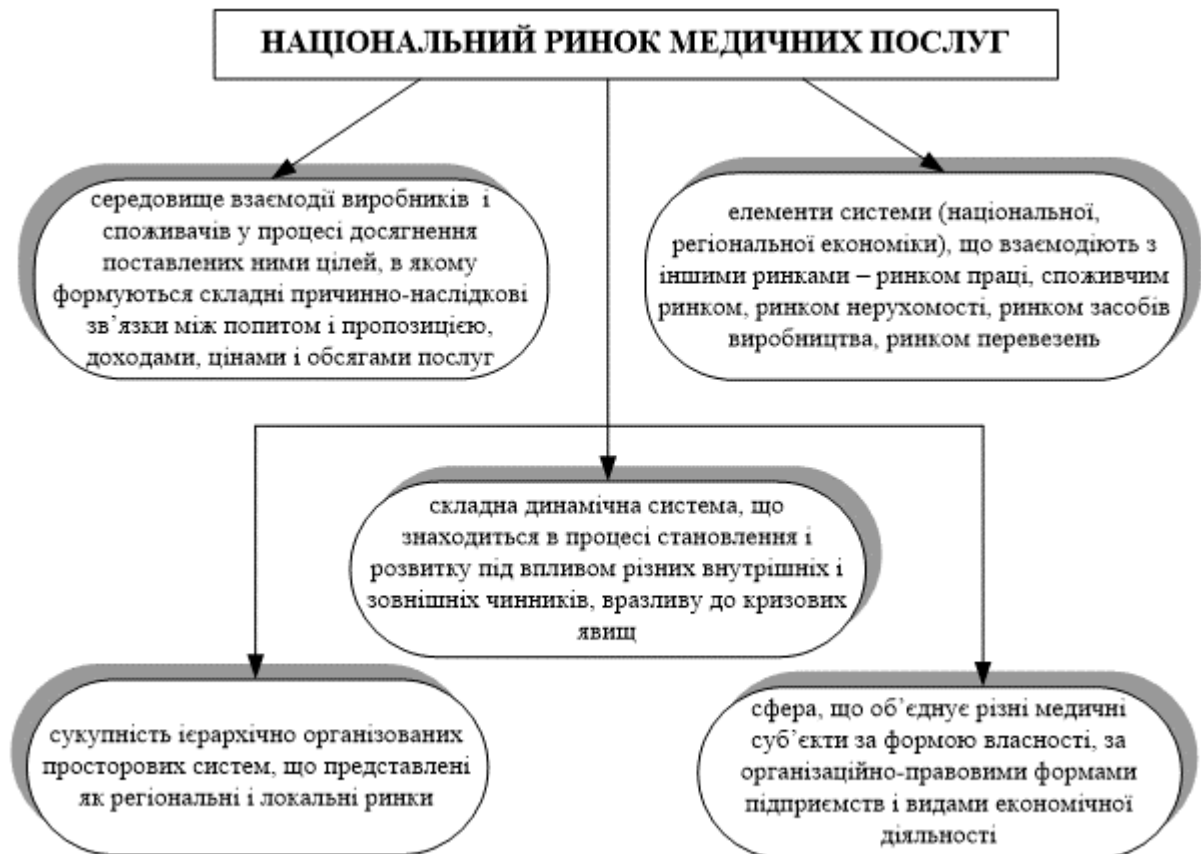 НАЦІОНАЛЬНИЙ РИНОК МЕДИЧНИХ ПОСЛУГ
середовище взаємодії виробників і
споживачів у процесі досягнення
поставлених ними цілей, в якому
формуються складні причинно-наслідкові
зв’язки між попитом і пропозицією,
доходами, цінами і обсягами послуг
елементи системи (національної,
регіональної економіки), що взаємодіють з
іншими ринками – ринком праці, споживчим
ринком, ринком нерухомості, ринком засобів
виробництва, ринком перевезень
складна динамічна система, що
знаходиться в процесі становлення і
розвитку під впливом різних внутрішніх і
зовнішніх чинників, вразливу до кризових
явищ
сукупність ієрархічно організованих
просторових систем, що представлені
як регіональні і локальні ринки
сфера, що об’єднує різні медичні
суб’єкти за формою власності, за
організаційно-правовими формами
підприємств і видами економічної
діяльності